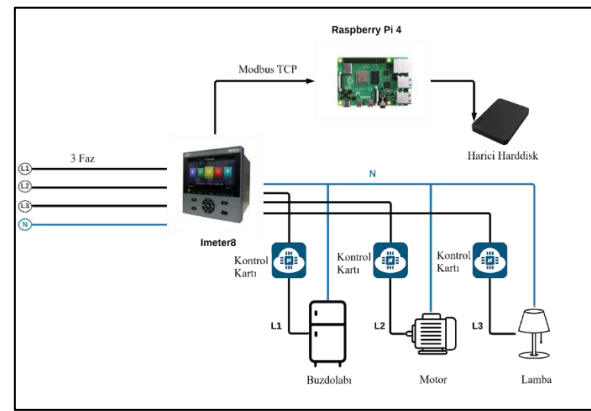 Raspberry Pi 4
Modbus TCP
Harici Harddisk
3 Faz
L1
L2
L3
N
Imeter8
N
Kontrol
Kartı
Kontrol
Kartı
Kontrol
Kartı
L1
L2
L3
Buzdolabı
Motor
Lamba